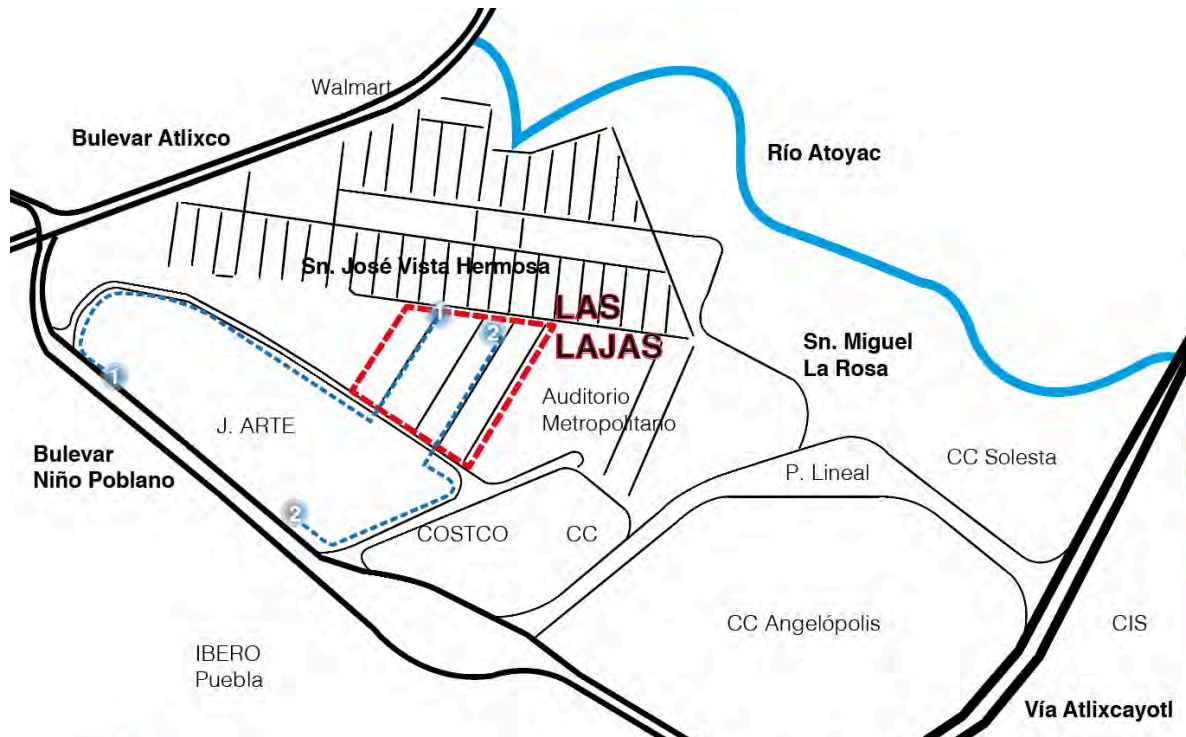 Walmart
Bulevar Atlixco
Río Atoyac
Sn. José Vista Hermosa
LAS
LAJAS
1
2
Sn. Miguel
La Rosa
1
Auditorio
Metropolitano
J. ARTE
Bulevar
Niño Poblano
CC Solesta
P. Lineal
2
COSTCO
CC
CC Angelópolis
CIS
IBERO
Puebla
Vía Atlixcayotl